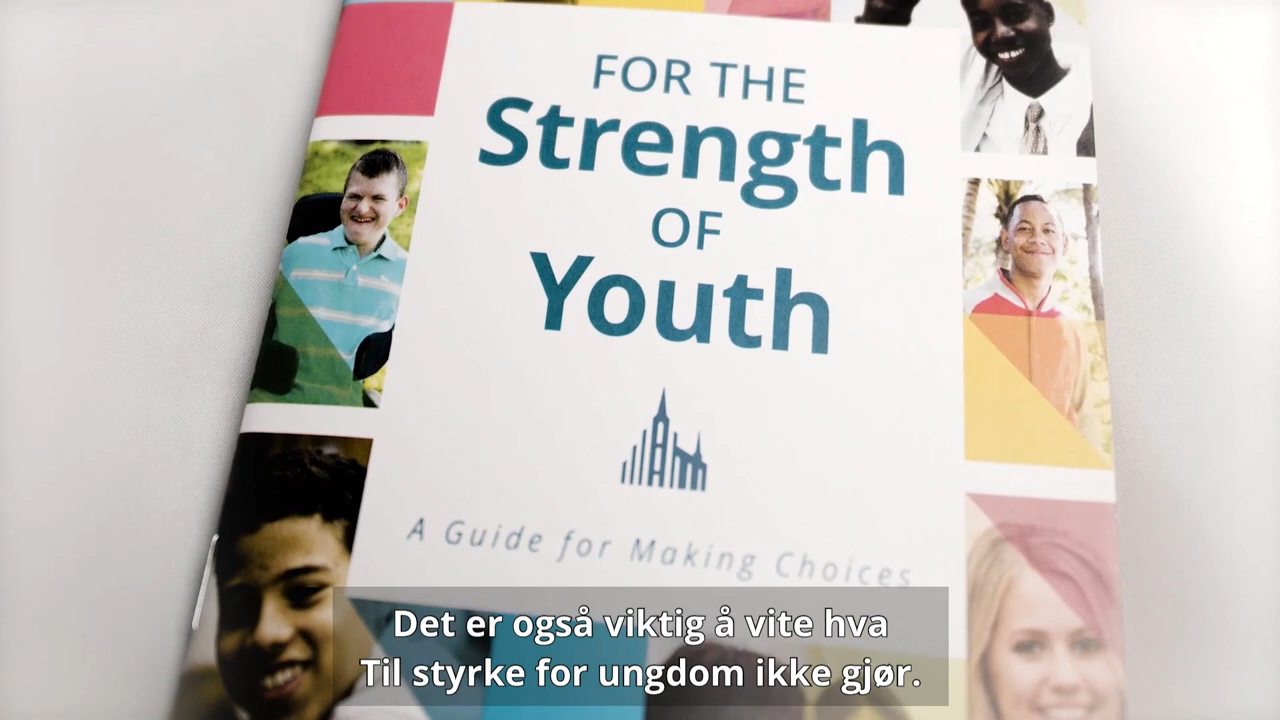 FOR THE
Strength
OF
Youth
A Guide for Making Choices
Det er også viktig å vite hva
Til styrke for ungdom ikke gjør.